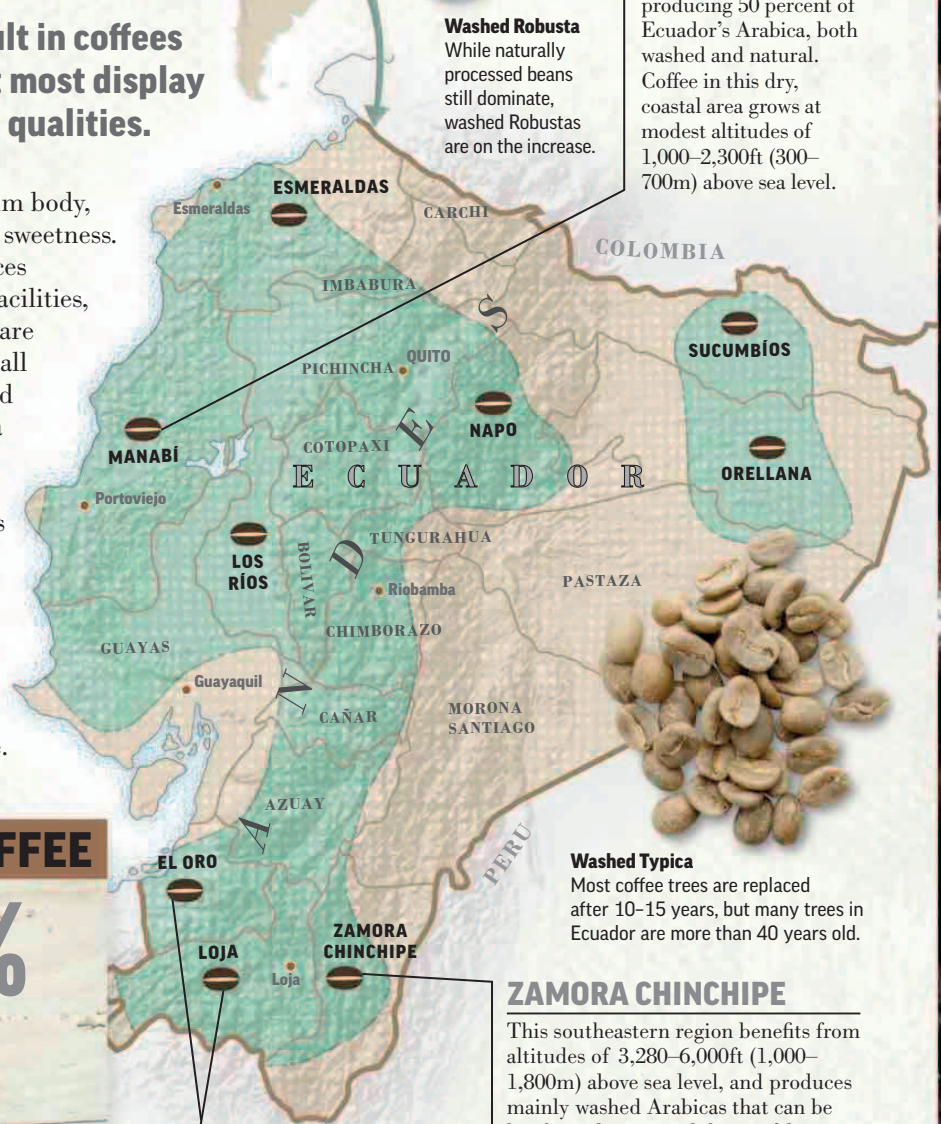 ult in coffees
most display
qualities.
m body,
sweetness.
ces
acilities,
are
all
d
a
s
e.
FFEE
%
Washed Robusta
While naturally
processed beans
still dominate,
washed Robustas
are on the increase.
producing 50 percent of
Ecuador's Arabica, both
washed and natural.
Coffee in this dry,
coastal area grows at
modest altitudes of
1,000–2,300ft (300–
700m) above sea level.
ESMERALDAS
Esmeraldas
CARCHI
COLOMBIA
IMBABURA
SUCUMBÍOS
PICHINCHA
QUITO
NAPO
MANABÍ
COTOPAXI
ECUADOR
ORELLANA
Portoviejo
ANDES
TUNGURAHUA
LOS
RÍOS
BOLIVAR
Riobamba
PASTAZA
CHIMBORAZO
GUAYAS
Guayaquil
CAÑAR
MORONA
SANTIAGO
AZUAY
PERU
EL ORO
LOJA
Loja
ZAMORA
CHINCHIPE
Washed Typica
Most coffee trees are replaced
after 10–15 years, but many trees in
Ecuador are more than 40 years old.
ZAMORA CHINCHIPE
This southeastern region benefits from
altitudes of 3,280–6,000ft (1,000–
1,800m) above sea level, and produces
mainly washed Arabicas that can be